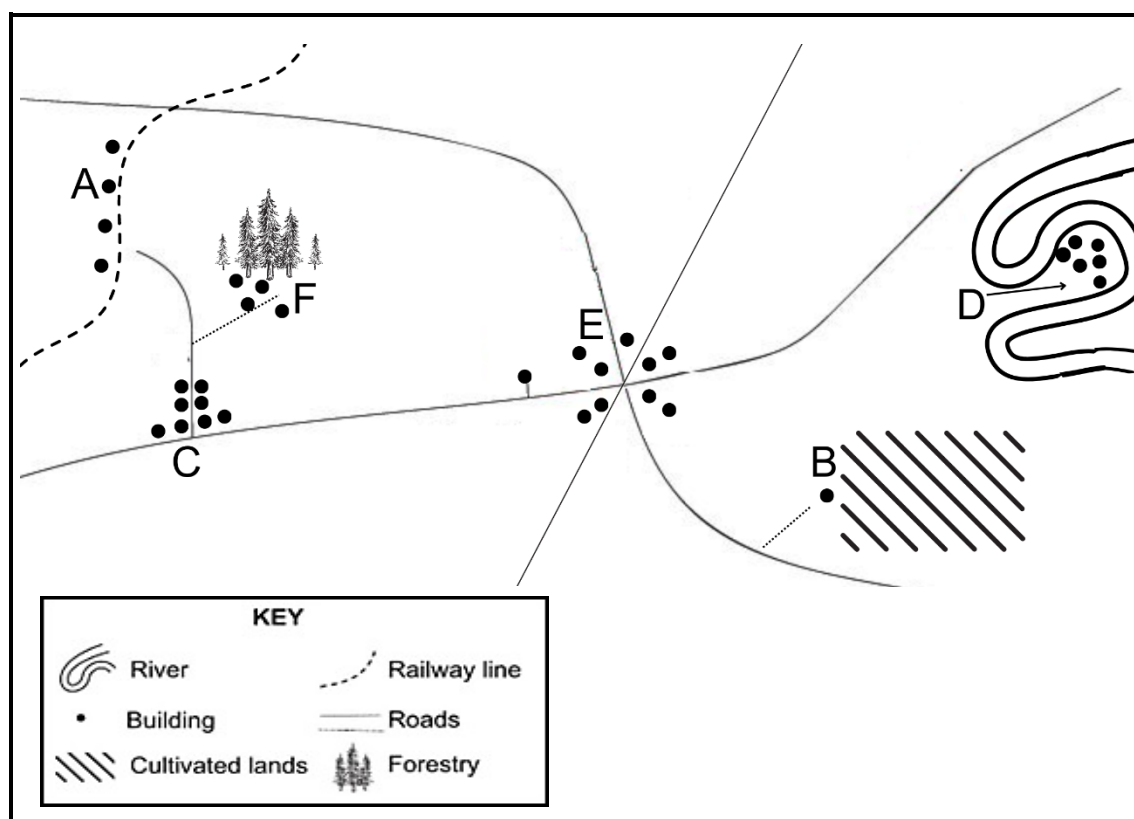 A
F
E
D
C
B
KEY
River
Railway line
Building
Roads
Cultivated lands
Forestry